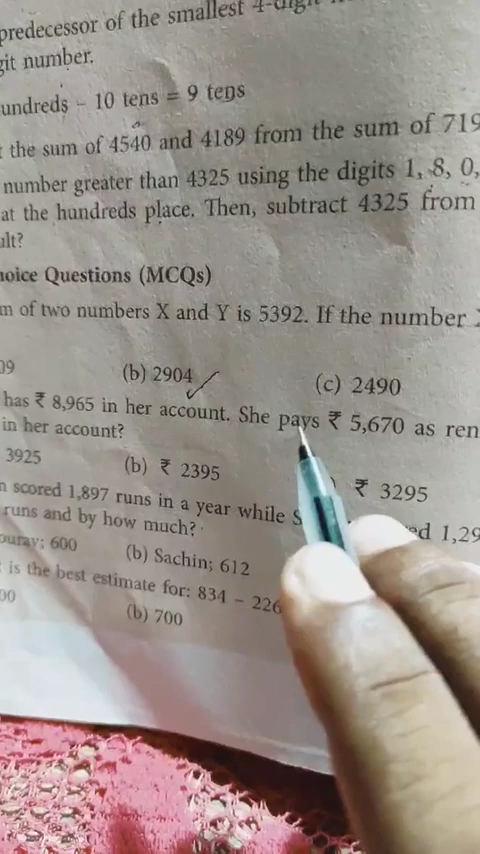 predecessor of the smallest 4-digit
git number.
undreds - 10 tens = 9 tens
the sum of 4540 and 4189 from the sum of 719
number greater than 4325 using the digits 1, 8, 0,
at the hundreds place. Then, subtract 4325 from
ult?
hoice Questions (MCQs)
m of two numbers X and Y is 5392. If the number
09 (b) 2904 ✓ (c) 2490
has ₹ 8,965 in her account. She pays ₹ 5,670 as ren
in her account?
3925 (b) ₹ 2395 ) ₹ 3295
n scored 1,897 runs in a year while S ed 1,29
runs and by how much?
ouray; 600 (b) Sachin; 612
is the best estimate for: 834 - 226
00 (b) 700